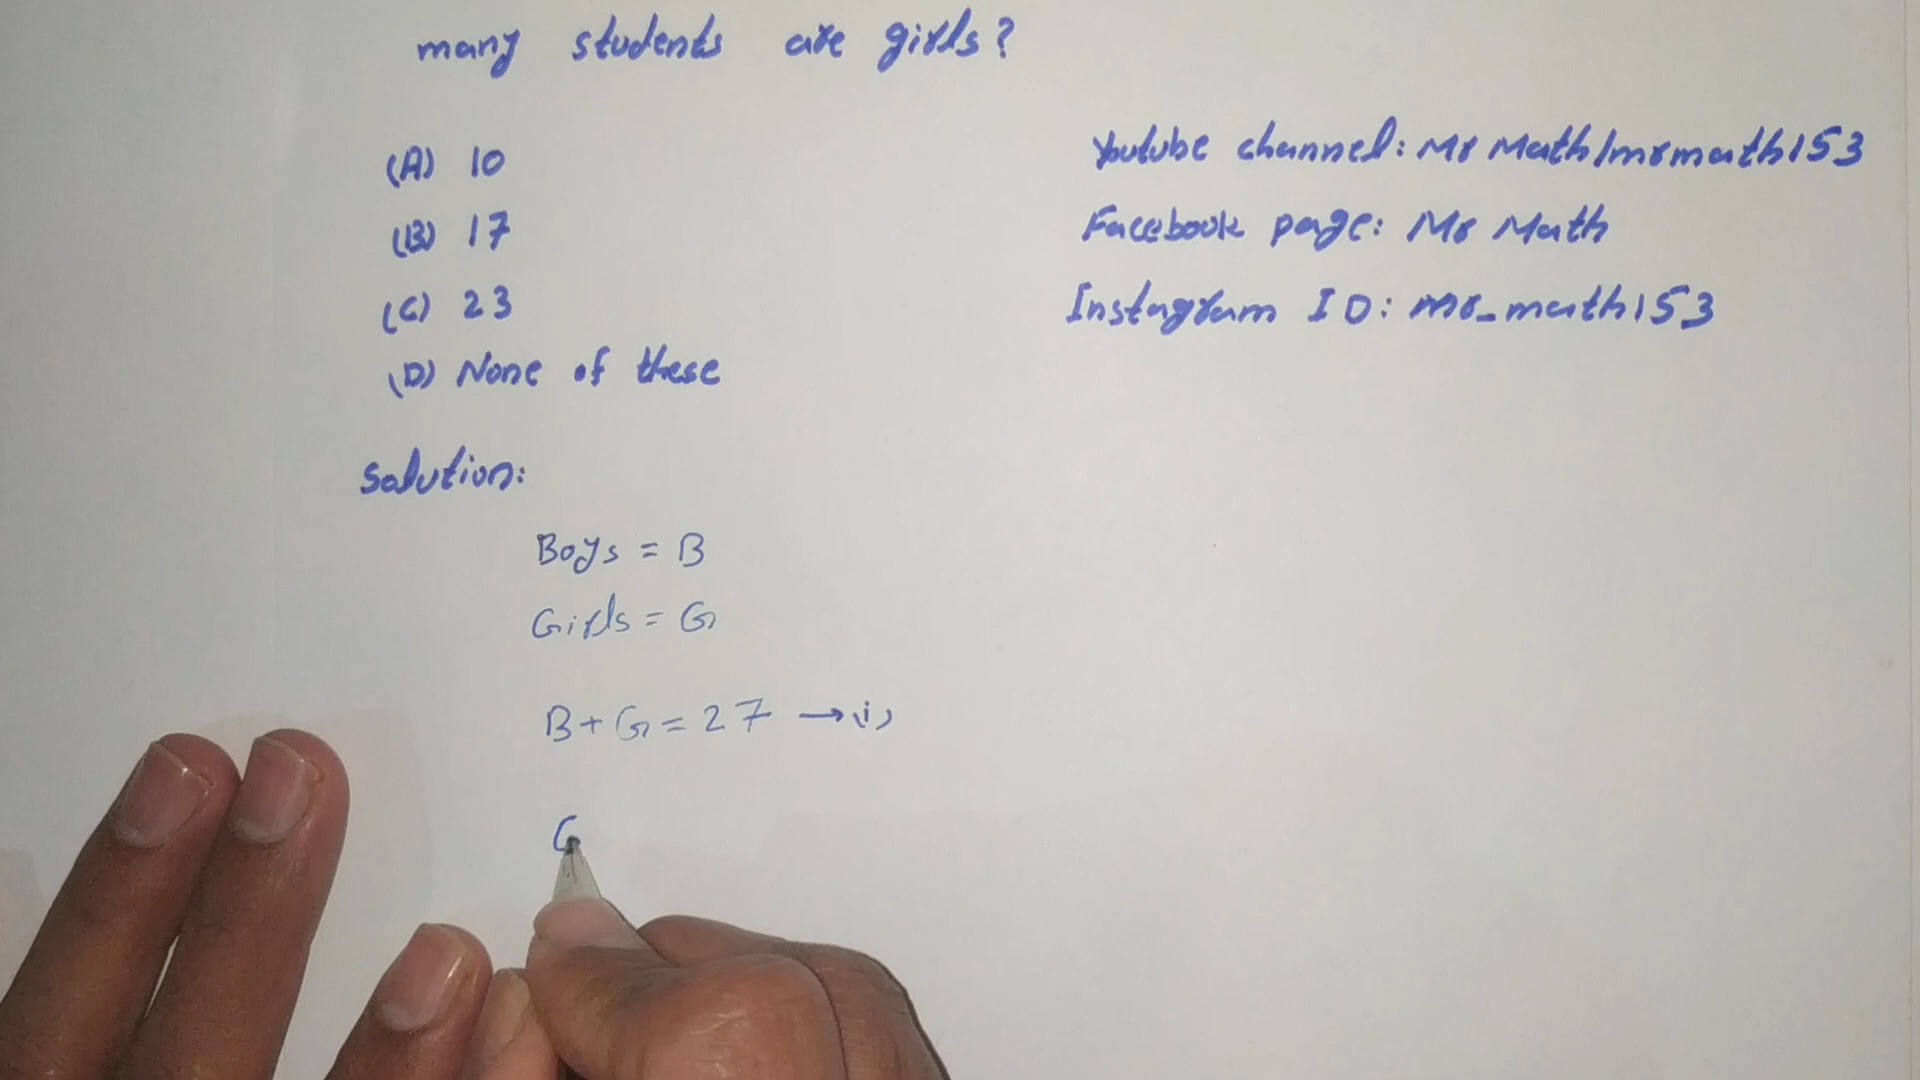 many students are girls?
(A) 10
(B) 17
(C) 23
(D) None of these
Youtube channel: Mr Math/mrmath153
Facebook page: Mr Math
Instagram ID: mr_math153
Solution:
Boys = B
Girls = G
B + G = 27 → (i)
G